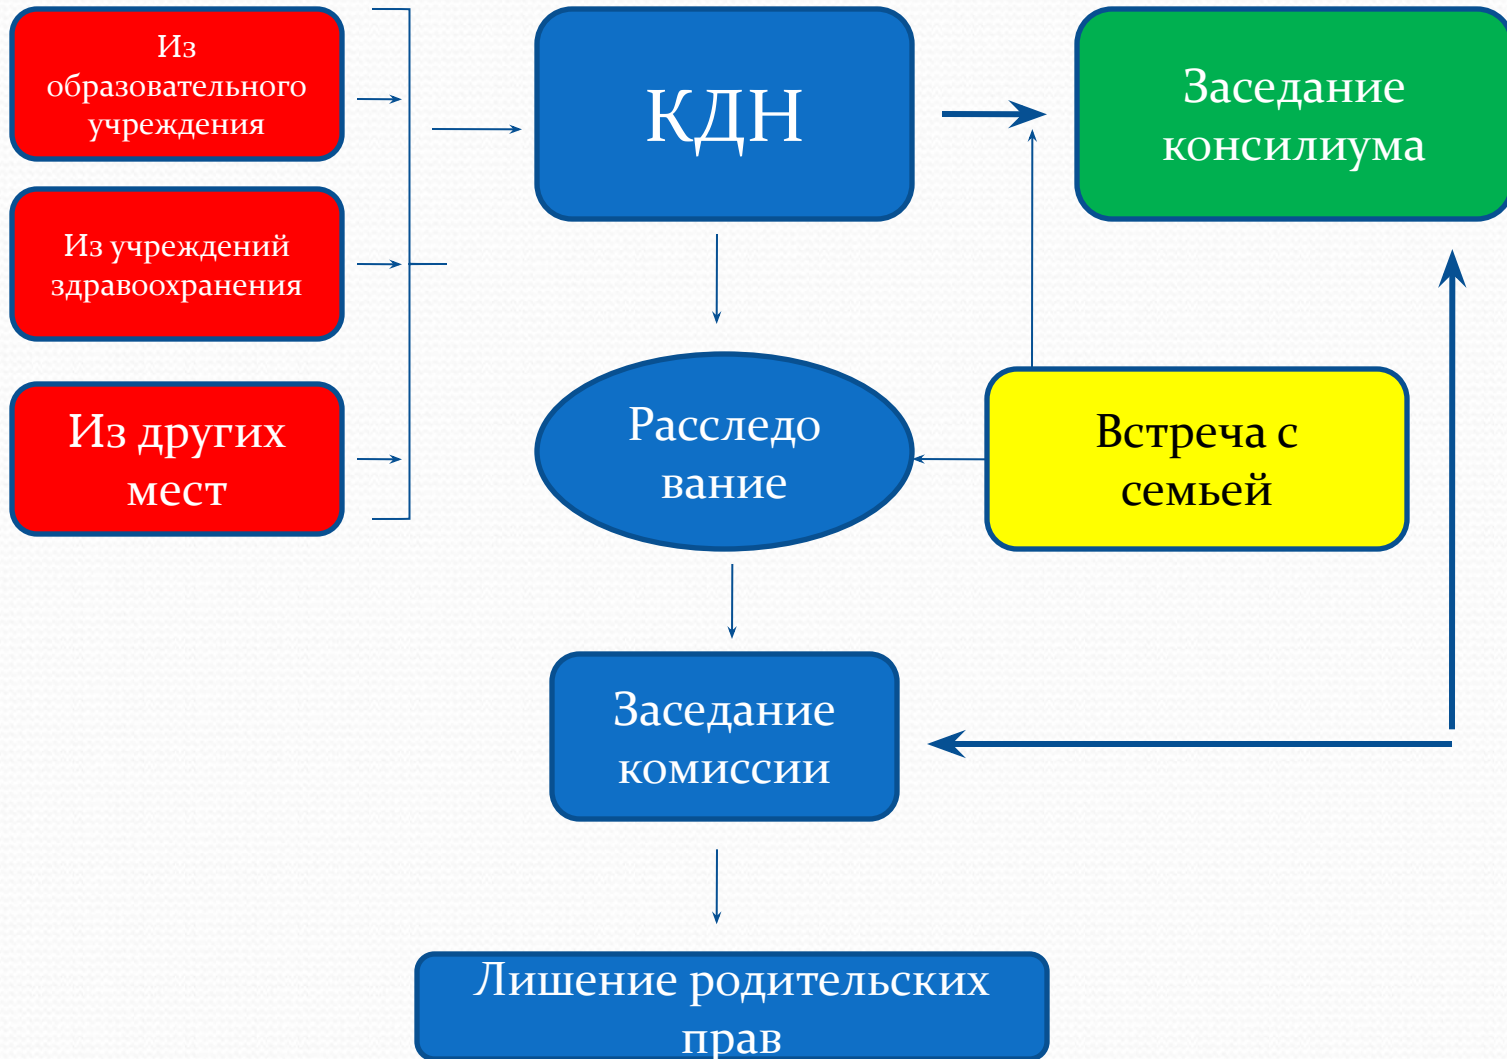 Из
образовательного
учреждения
КДН
Заседание
консилиума
Из учреждений
здравоохранения
Из других
мест
Расследо
вание
Встреча с
семьей
Заседание
комиссии
Лишение родительских
прав